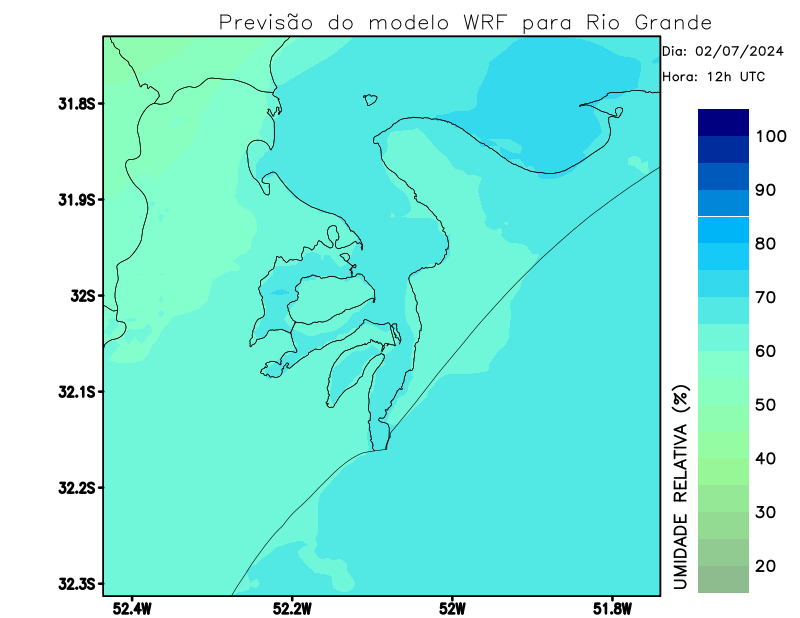 Previsão do modelo WRF para Rio Grande
Dia: 02/07/2024
Hora: 12h UTC
31.8S
31.9S
32S
32.1S
32.2S
32.3S
52.4W
52.2W
52W
51.8W
100
90
80
70
60
50
40
30
20
UMIDADE RELATIVA (%)